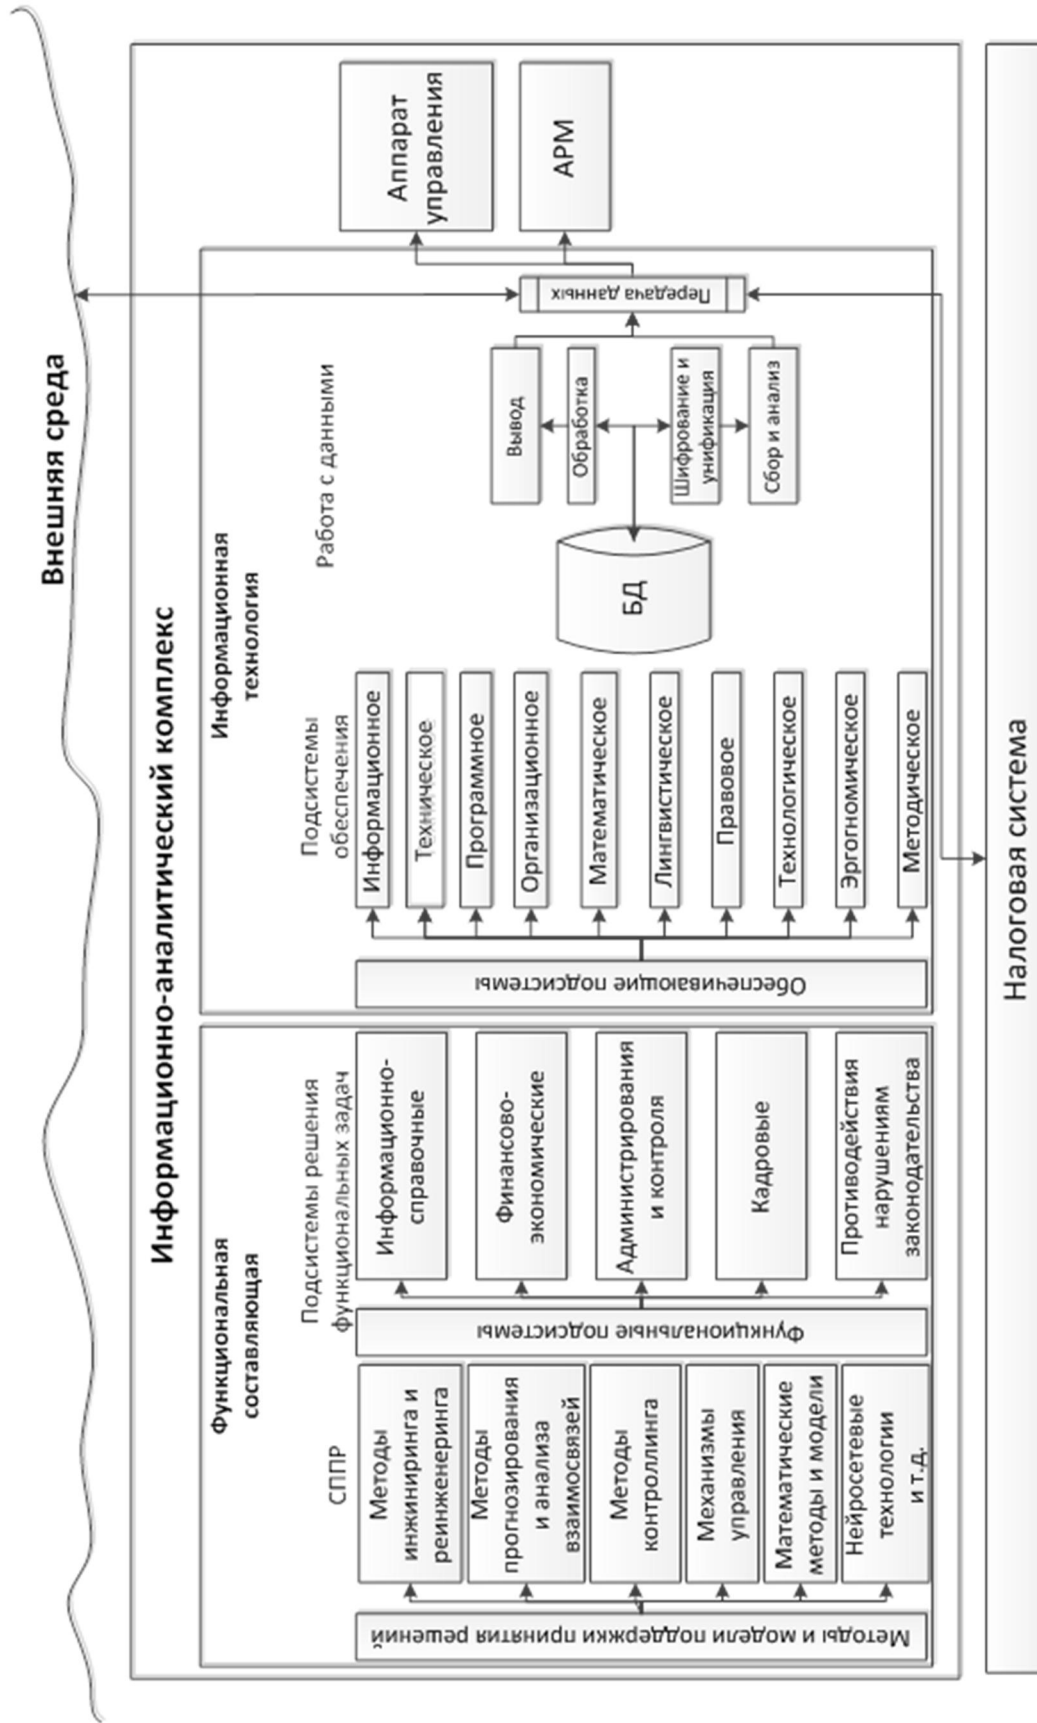 Внешняя среда
Информационно-аналитический комплекс
Функциональная
составляющая
СППР
Методы и модели поддержки принятия решений
Методы
инжиниринга и
реинженеринга
Методы
прогнозирования
и анализа
взаимосвязей
Методы
контроллинга
Механизмы
управления
Математические
методы и модели
Нейросетевые
технологии
и т.д.
Подсистемы решения
функциональных задач
Функциональные подсистемы
Информационно-
справочные
Финансово-
экономические
Администрирования
и контроля
Кадровые
Противодействия
нарушениям
законодательства
Информационная
технология
Подсистемы
обеспечения
Обеспечивающие подсистемы
Информационное
Техническое
Программное
Организационное
Математическое
Лингвистическое
Правовое
Технологическое
Эргономическое
Методическое
Работа с данными
БД
Вывод
Обработка
Шифрование и
унификация
Сбор и анализ
Передача данных
Аппарат
управления
АРМ
Налоговая система